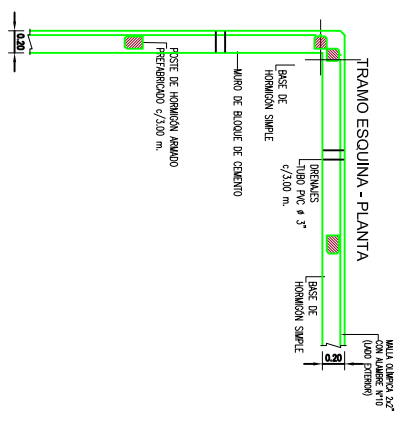 TRAMO ESQUINA - PLANTA
MALLA OLIMPICA 2x2"
CON ALAMBRE N°10
(LADO EXTERIOR)
0.20
BASE DE
HORMIGÓN SIMPLE
DRENAJES
TUBO PVC ø 3"
c/3.00 m.
BASE DE
HORMIGÓN SIMPLE
MURO DE BLOQUE DE CEMENTO
POSTE DE HORMIGÓN ARMADO
PREFABRICADO c/3.00 m.
0.20